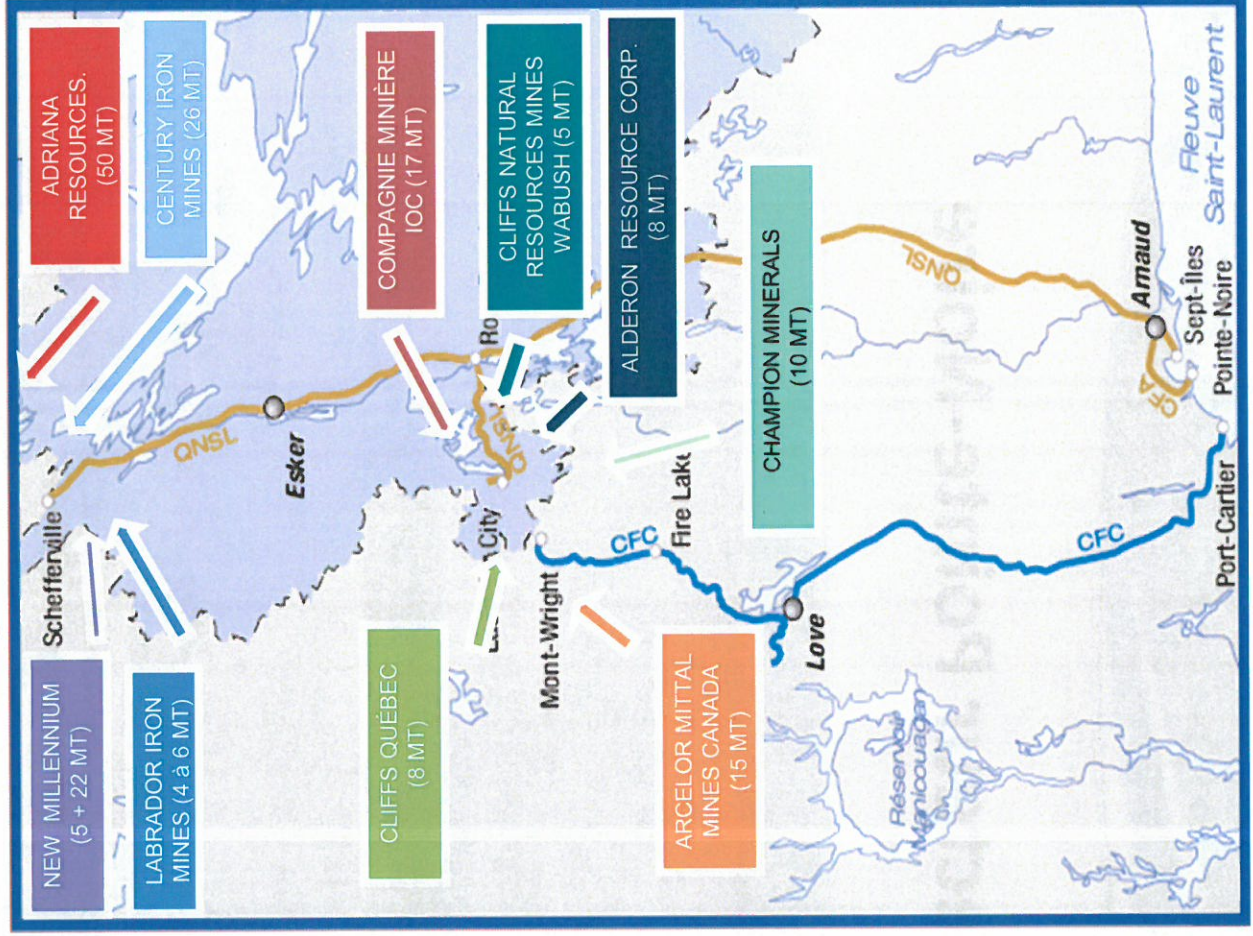 NEW MILLENNIUM
(5 + 22 MT)
LABRADOR IRON
MINES (4 à 6 MT)
ADRIANA
RESOURCES.
(50 MT)
CENTURY IRON
MINES (26 MT)
Schefferville
QNSL
Esker
COMPAGNIE MINIÈRE
IOC (17 MT)
CLIFFS QUÉBEC
(8 MT)
City
QNSL
Ro
CLIFFS NATURAL
RESOURCES MINES
WABUSH (5 MT)
Mont-Wright
ALDERON RESOURCE CORP.
(8 MT)
CFC
Fire Lake
ARCELOR MITTAL
MINES CANADA
(15 MT)
CHAMPION MINERALS
(10 MT)
Love
Réservoir
Manicouagan
QNSL
CFC
Arnaud
CFA
Sept-Îles
Pointe-Noire
Port-Cartier
Fleuve
Saint-Laurent